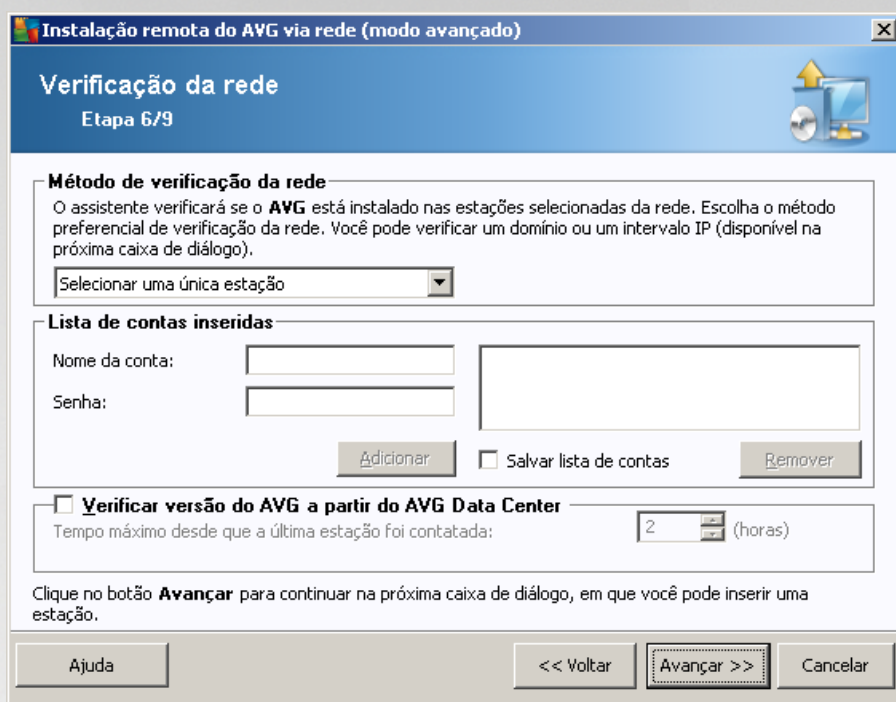 Instalação remota do AVG via rede (modo avançado)
Verificação da rede
Etapa 6/9
Método de verificação da rede
O assistente verificará se o AVG está instalado nas estações selecionadas da rede. Escolha o método
preferencial de verificação da rede. Você pode verificar um domínio ou um intervalo IP (disponível na
próxima caixa de diálogo).
Selecionar uma única estação
Lista de contas inseridas
Nome da conta:
Senha:
Adicionar
Salvar lista de contas
Remover
Verificar versão do AVG a partir do AVG Data Center
Tempo máximo desde que a última estação foi contatada:
2
(horas)
Clique no botão Avançar para continuar na próxima caixa de diálogo, em que você pode inserir uma
estação.
Ajuda
<< Voltar
Avançar >>
Cancelar